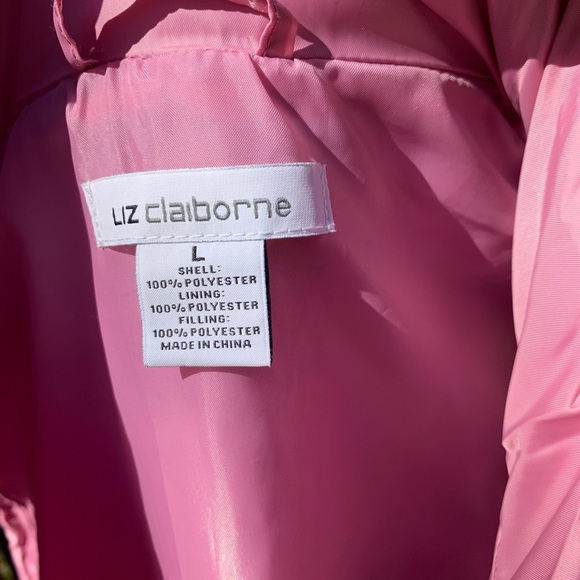 LIZ claiborne
L
SHELL:
100% POLYESTER
LINING:
100% POLYESTER
FILLING:
100% POLYESTER
MADE IN CHINA